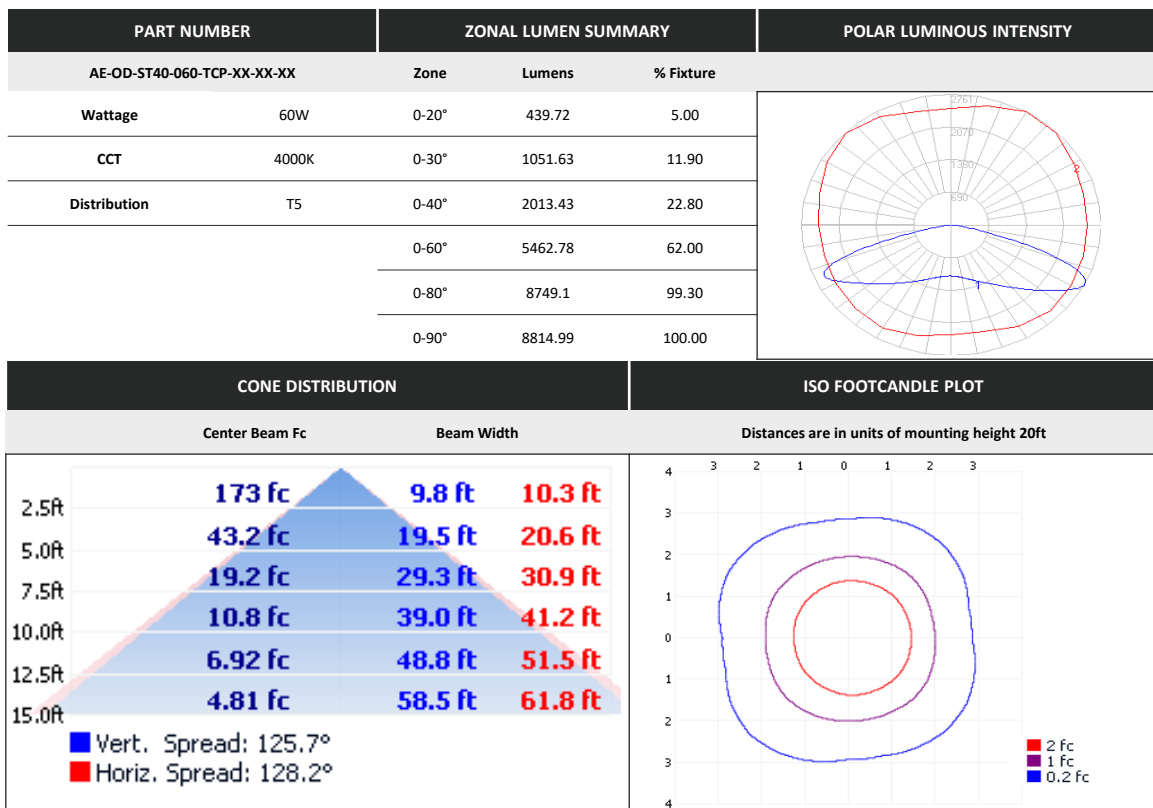 PART NUMBER
ZONAL LUMEN SUMMARY
POLAR LUMINOUS INTENSITY
AE-OD-ST40-060-TCP-XX-XX-XX
Zone Lumens % Fixture
Wattage 60W
0-20° 439.72 5.00
CCT 4000K
0-30° 1051.63 11.90
Distribution T5
0-40° 2013.43 22.80
0-60° 5462.78 62.00
0-80° 8749.1 99.30
0-90° 8814.99 100.00
2761
2070
1380
690
2
1
CONE DISTRIBUTION
Center Beam Fc Beam Width
2.5ft 173 fc 9.8 ft 10.3 ft
5.0ft 43.2 fc 19.5 ft 20.6 ft
7.5ft 19.2 fc 29.3 ft 30.9 ft
10.0ft 10.8 fc 39.0 ft 41.2 ft
12.5ft 6.92 fc 48.8 ft 51.5 ft
15.0ft 4.81 fc 58.5 ft 61.8 ft
Vert. Spread: 125.7°
Horiz. Spread: 128.2°
ISO FOOTCANDLE PLOT
Distances are in units of mounting height 20ft
3 2 1 0 1 2 3
4
3
2
1
0
1
2
3
4
2 fc
1 fc
0.2 fc